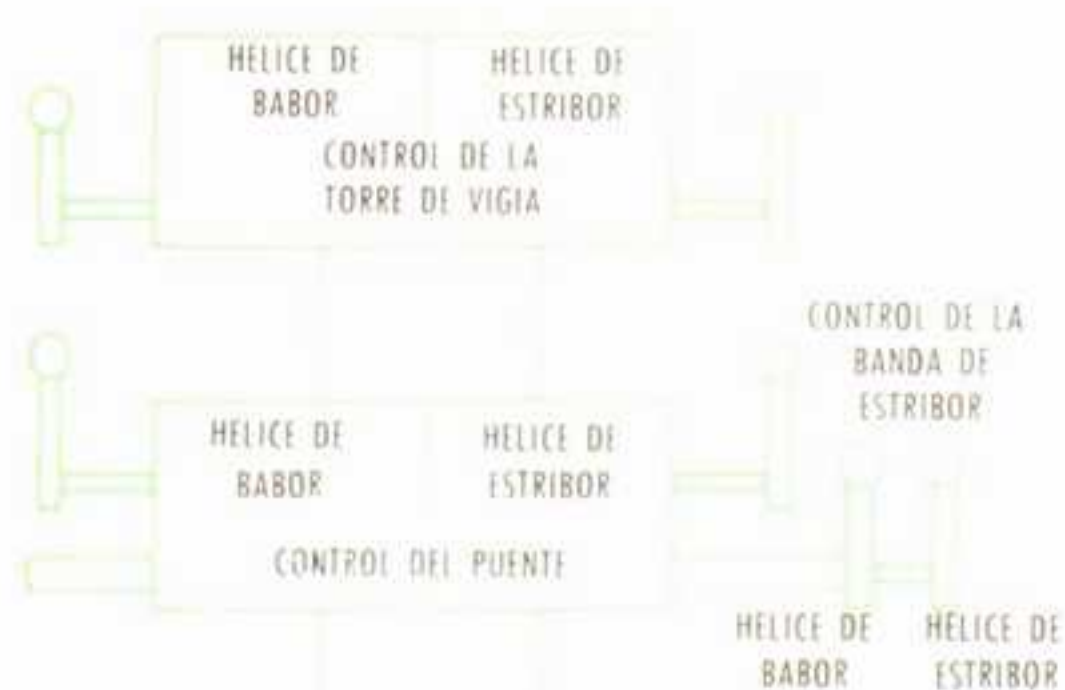 HELICE DE
BABOR
HELICE DE
ESTRIBOR
CONTROL DE LA
TORRE DE VIGIA
CONTROL DE LA
BANDA DE
ESTRIBOR
HELICE DE
BABOR
HELICE DE
ESTRIBOR
CONTROL DEL PUENTE
HELICE DE
BABOR
HELICE DE
ESTRIBOR